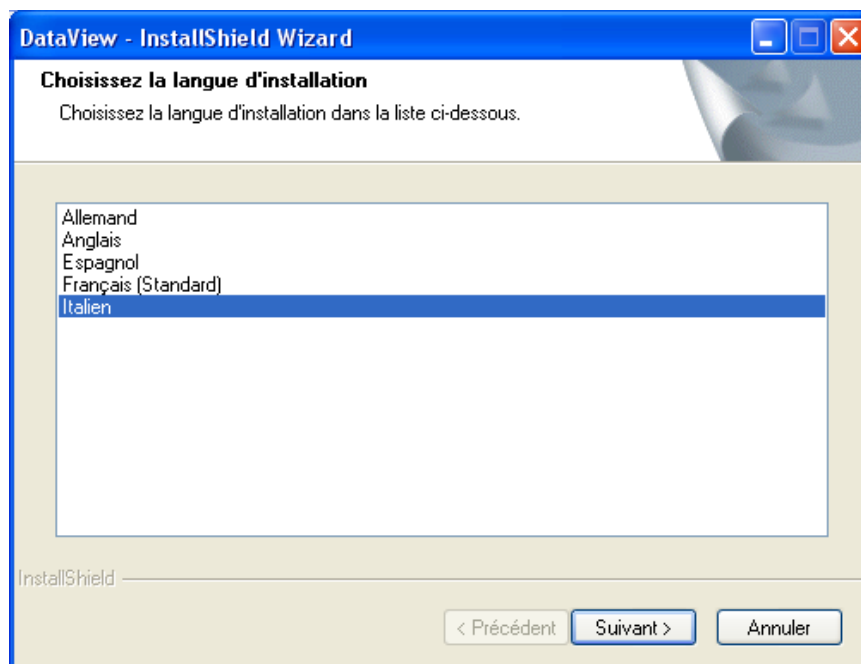 DataView - InstallShield Wizard
Choisissez la langue d'installation
Choisissez la langue d'installation dans la liste ci-dessous.
Allemand
Anglais
Espagnol
Français (Standard)
Italien
InstallShield
< Précédent Suivant > Annuler